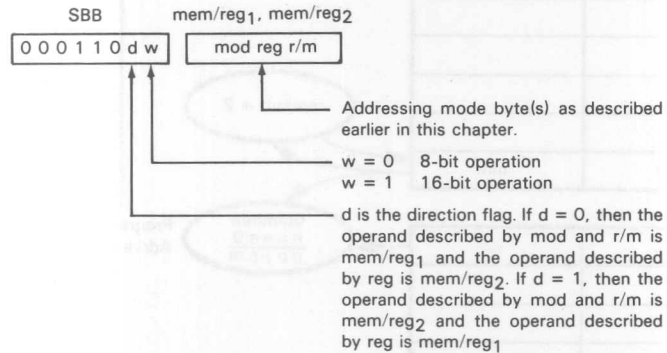 SBB mem/reg1, mem/reg2
0 0 0 1 1 0 d w mod reg r/m
Addressing mode byte(s) as described
earlier in this chapter.
w = 0 8-bit operation
w = 1 16-bit operation
d is the direction flag. If d = 0, then the
operand described by mod and r/m is
mem/reg1 and the operand described
by reg is mem/reg2. If d = 1, then the
operand described by mod and r/m is
mem/reg2 and the operand described
by reg is mem/reg1